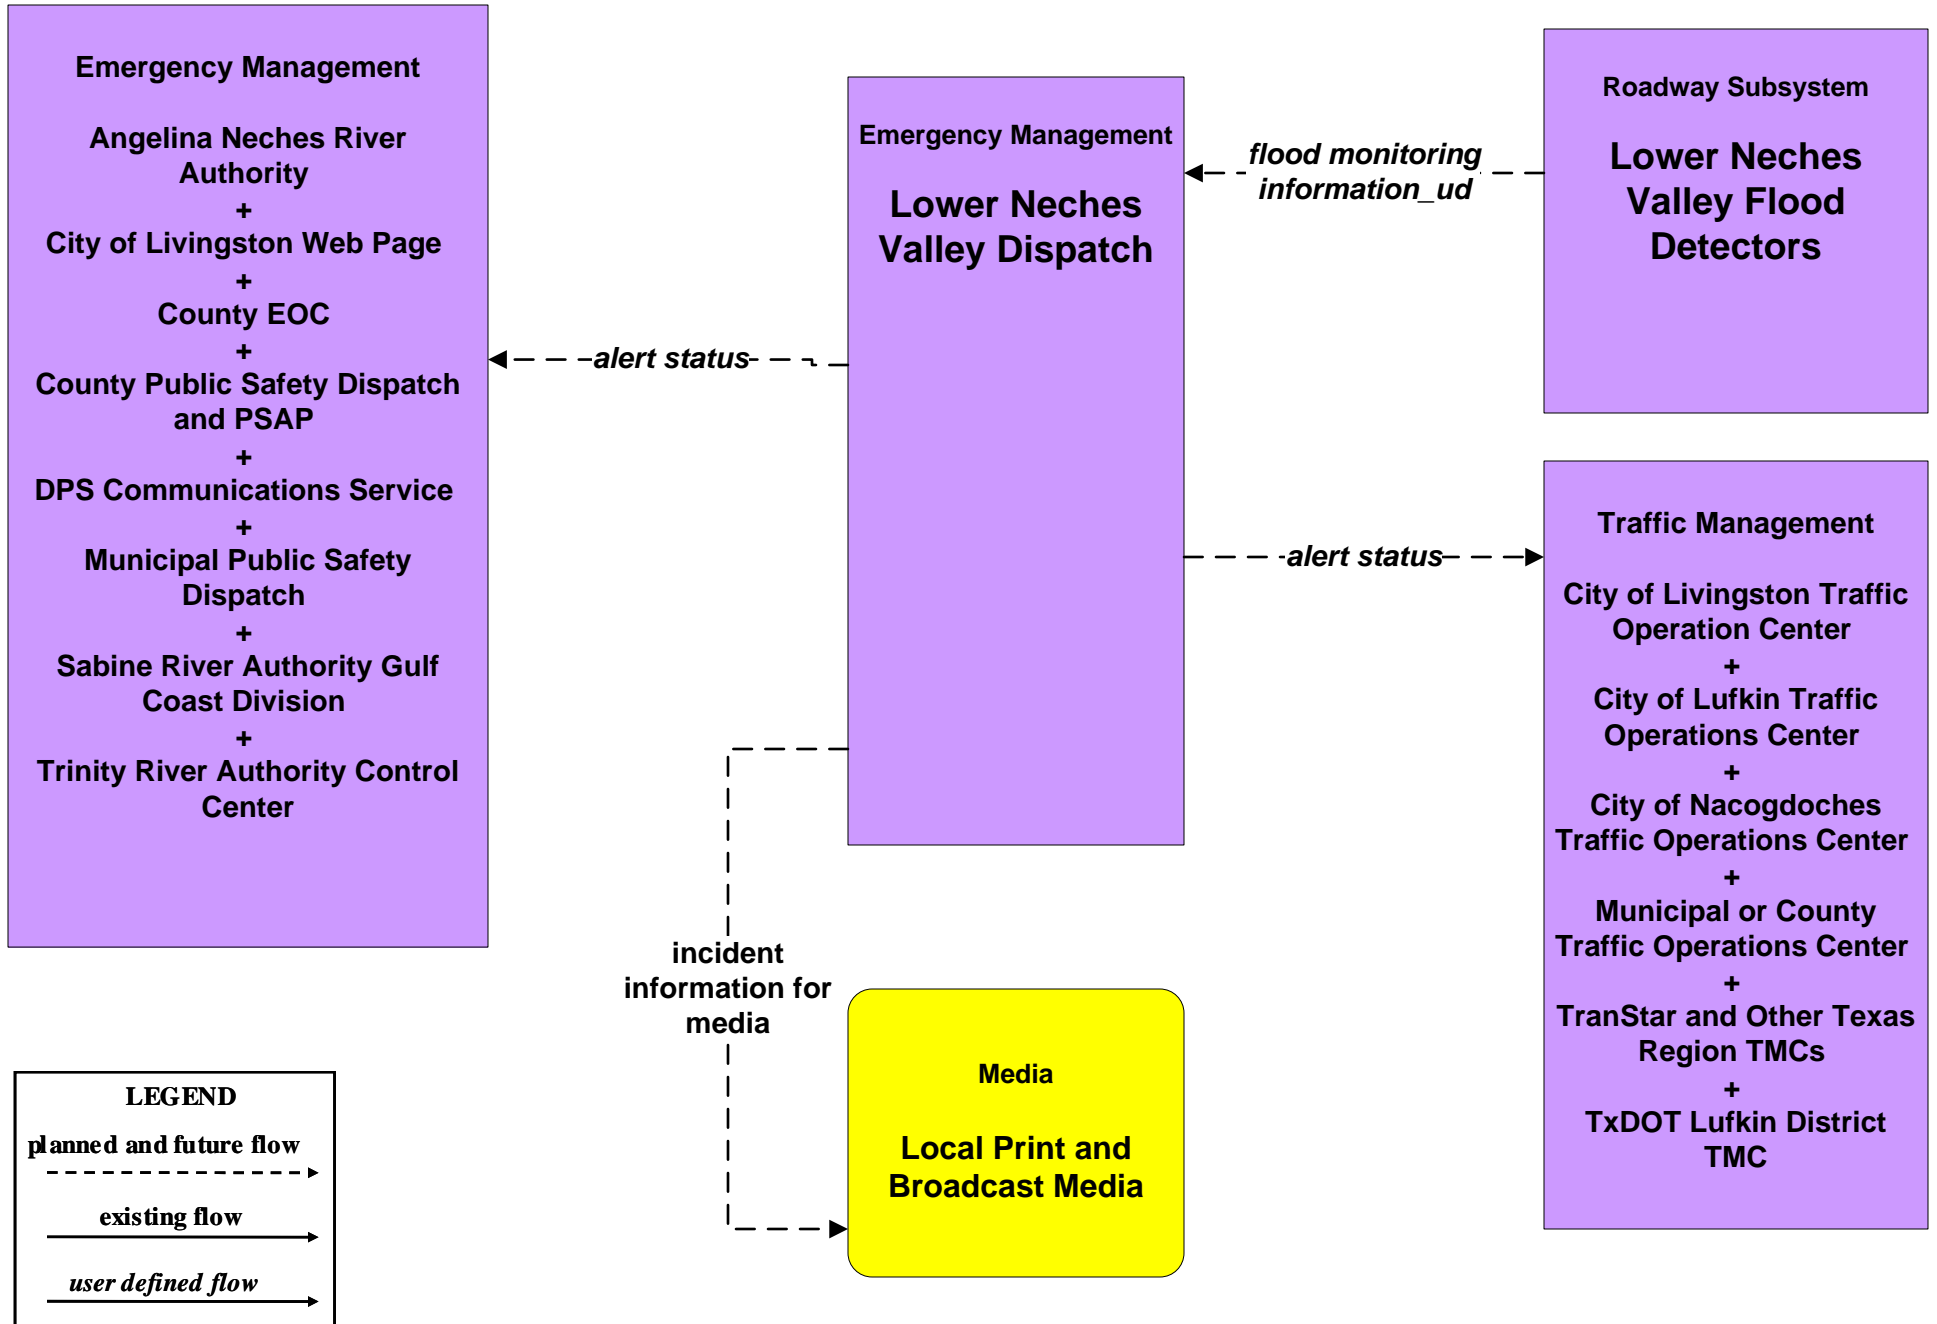 Emergency Management
Angelina Neches River
Authority
+
City of Livingston Web Page
+
County EOC
+
County Public Safety Dispatch
and PSAP
+
DPS Communications Service
+
Municipal Public Safety
Dispatch
+
Sabine River Authority Gulf
Coast Division
+
Trinity River Authority Control
Center
alert status
Emergency Management
Lower Neches
Valley Dispatch
flood monitoring
information_ud
Roadway Subsystem
Lower Neches
Valley Flood
Detectors
alert status
Traffic Management
City of Livingston Traffic
Operation Center
+
City of Lufkin Traffic
Operations Center
+
City of Nacogdoches
Traffic Operations Center
+
Municipal or County
Traffic Operations Center
+
TranStar and Other Texas
Region TMCs
+
TxDOT Lufkin District
TMC
incident
information for
media
Media
Local Print and
Broadcast Media
LEGEND
planned and future flow
existing flow
user defined flow